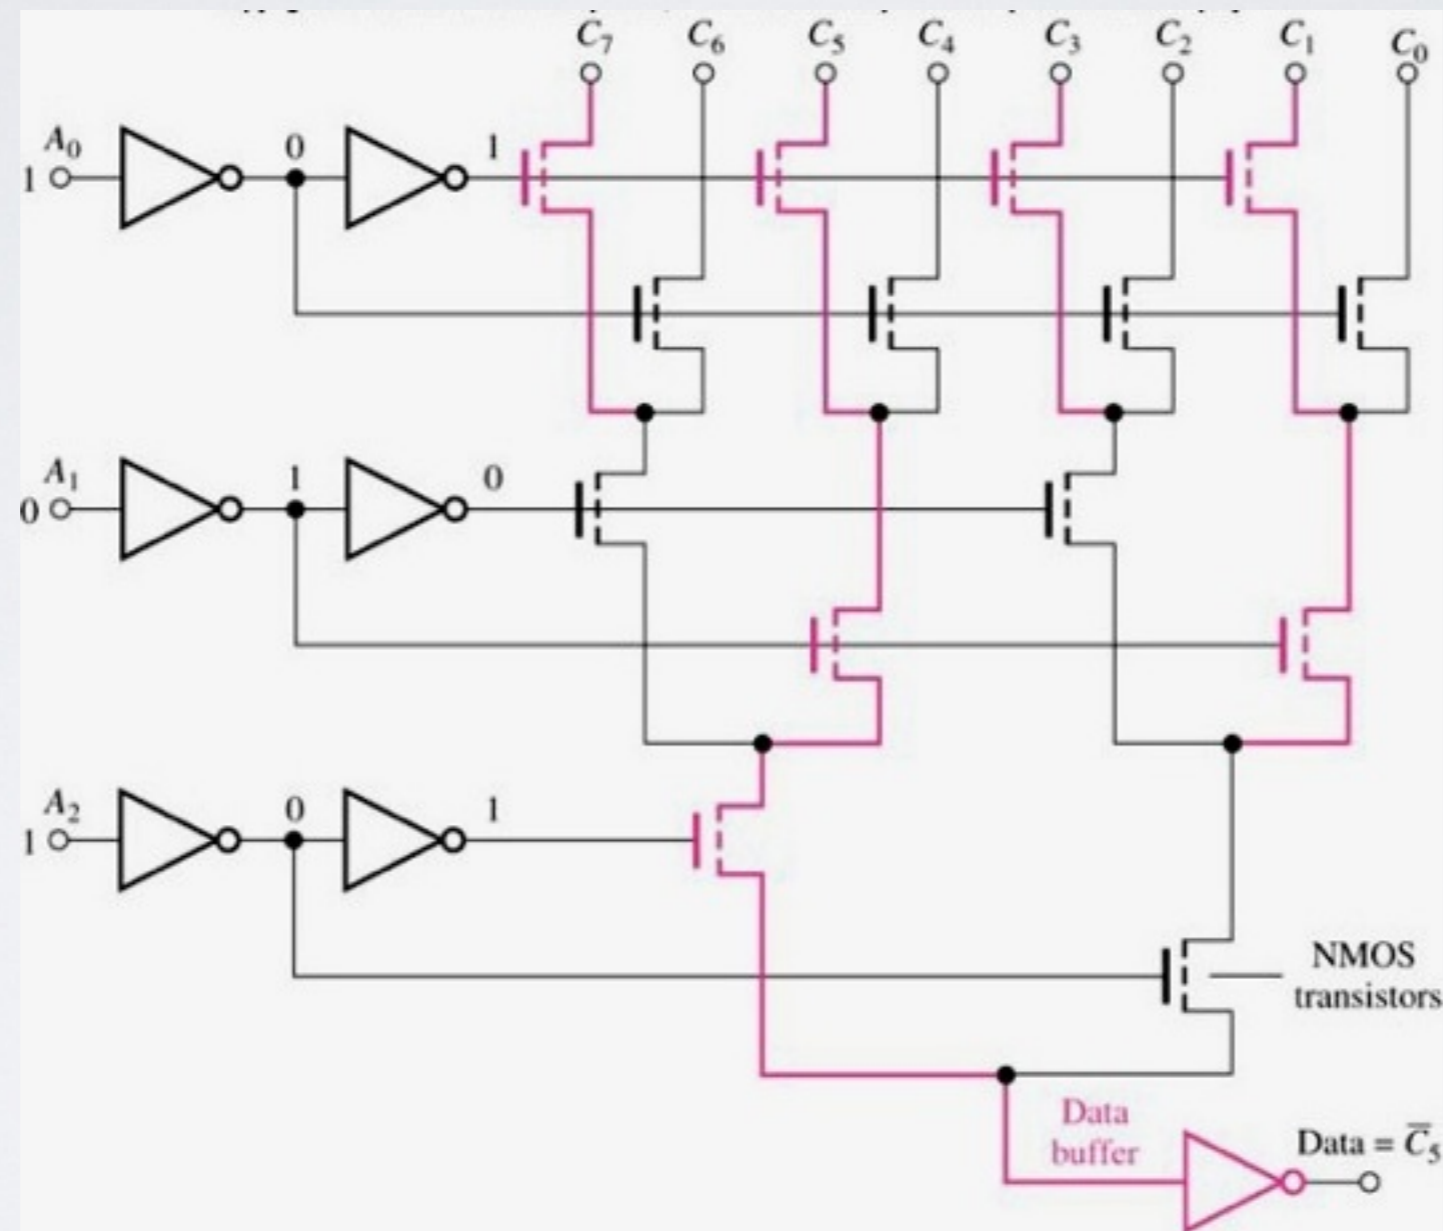 C₇ C₆ C₅ C₄ C₃ C₂ C₁ C₀
A₀
1 0 1
A₁
0 1 0
A₂
1 0 1
NMOS
transistors
Data
buffer
Data = C̅₅